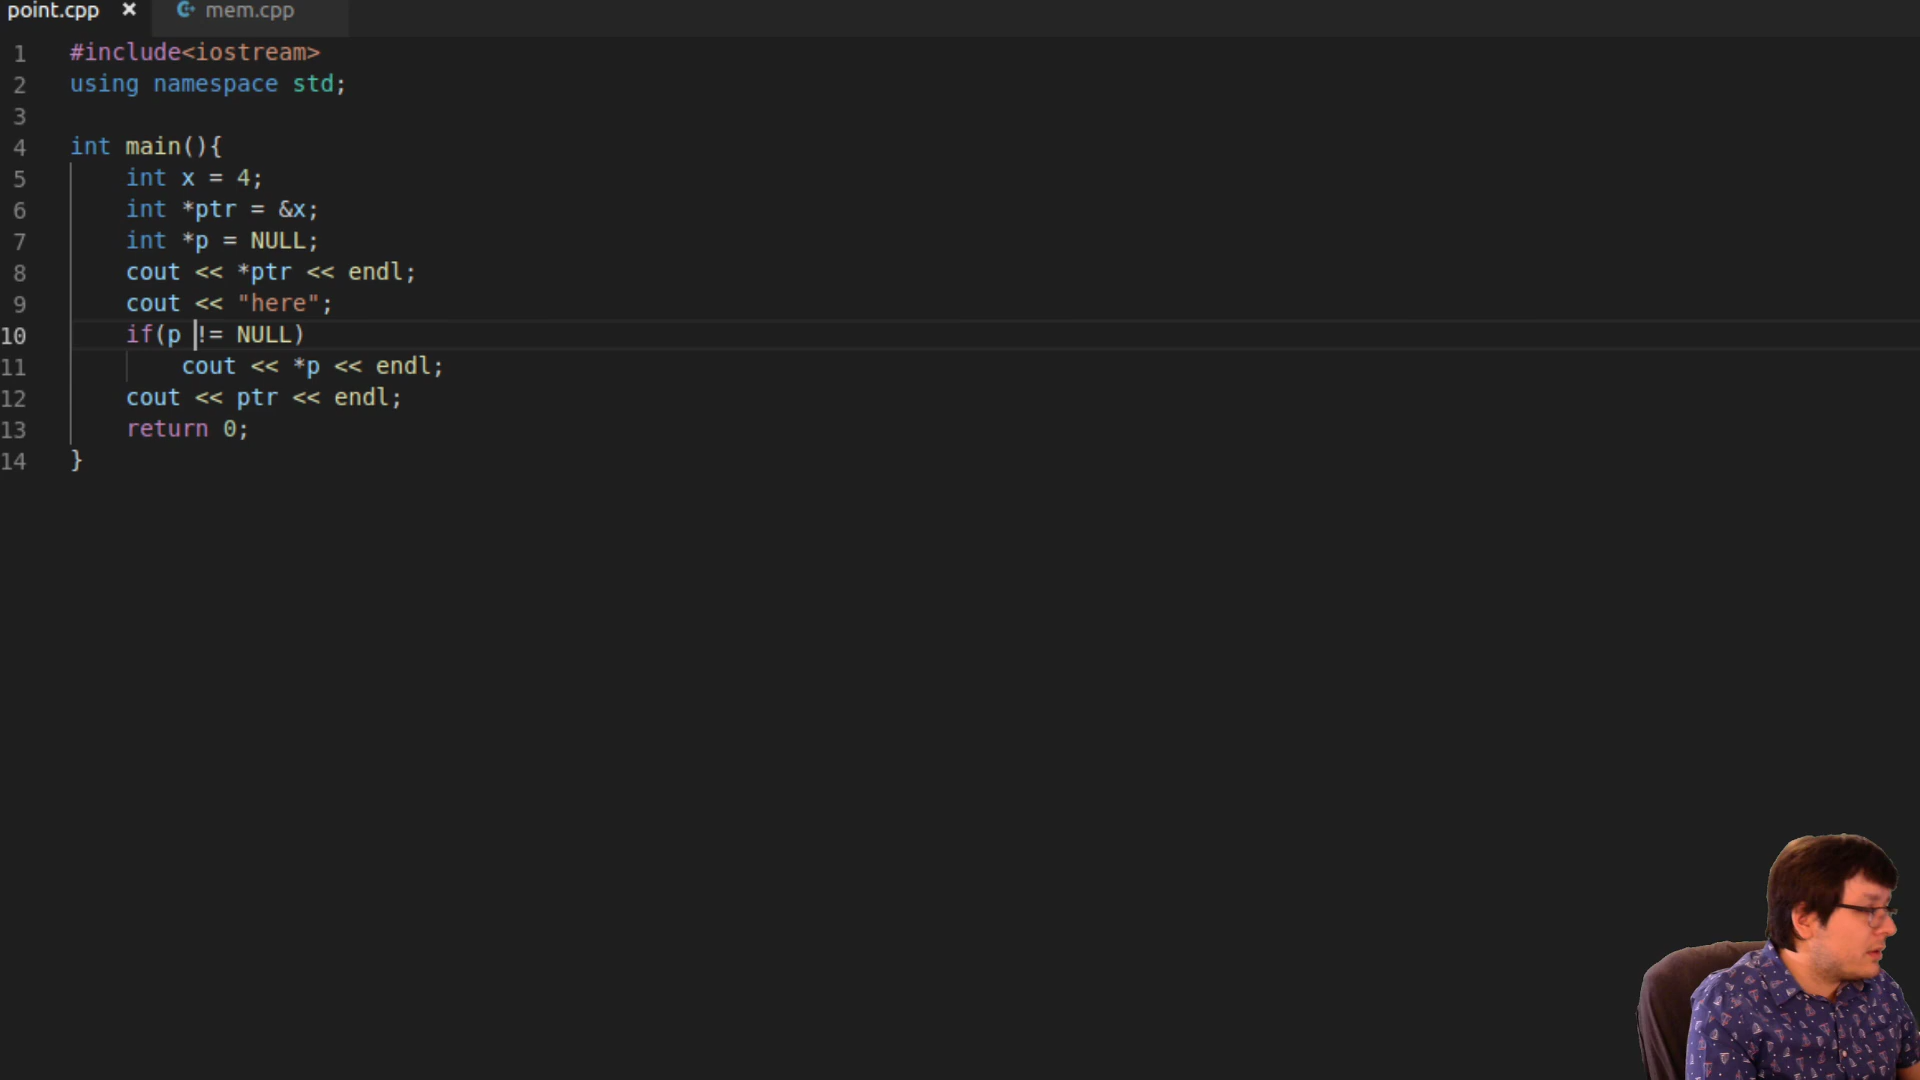 point.cpp × mem.cpp
1 #include<iostream>
2 using namespace std;
3
4 int main(){
5 int x = 4;
6 int *ptr = &x;
7 int *p = NULL;
8 cout << *ptr << endl;
9 cout << "here";
10 if(p != NULL)
11 cout << *p << endl;
12 cout << ptr << endl;
13 return 0;
14 }